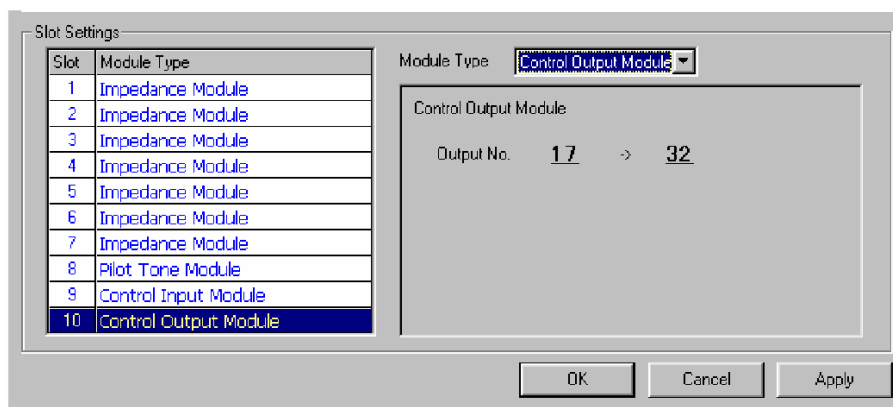 Slot Settings
Slot Module Type
1 Impedance Module
2 Impedance Module
3 Impedance Module
4 Impedance Module
5 Impedance Module
6 Impedance Module
7 Impedance Module
8 Pilot Tone Module
9 Control Input Module
10 Control Output Module
Module Type Control Output Module
Control Output Module
Output No. 17 -> 32
OK Cancel Apply